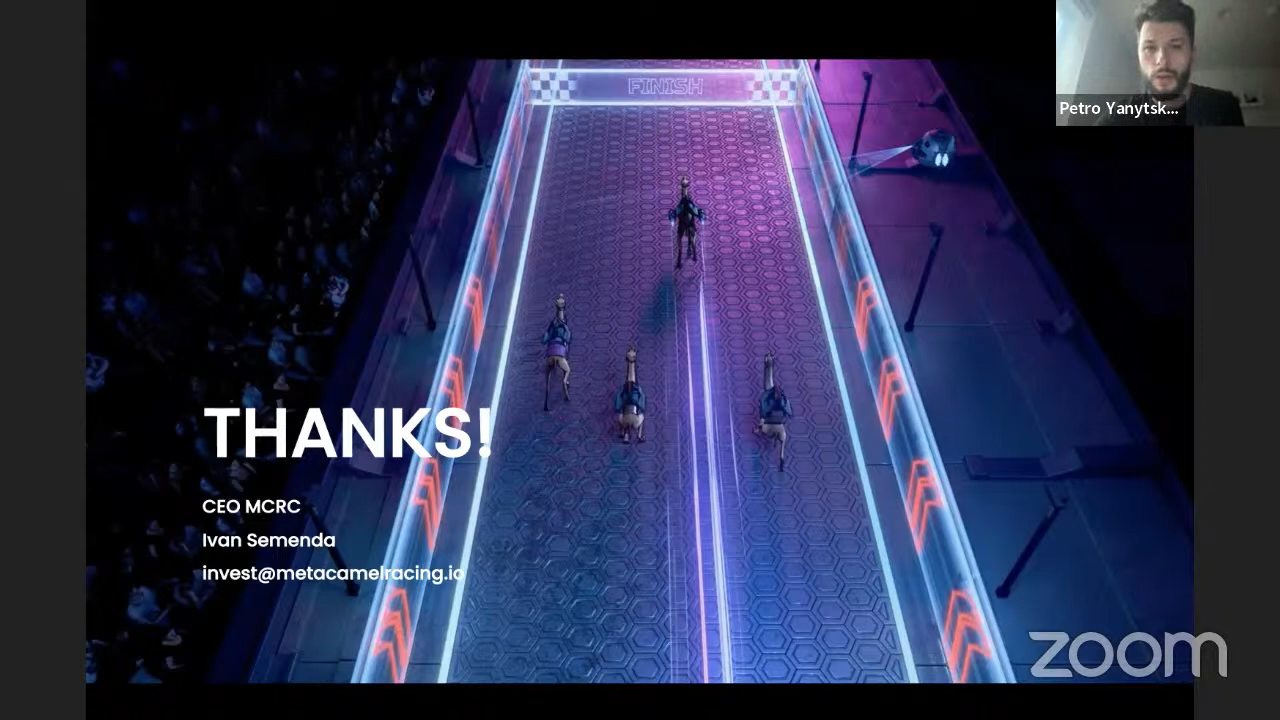 FINISH
Petro Yanytsk...
THANKS!
CEO MCRC
Ivan Semenda
invest@metacamelracing.io
zoom